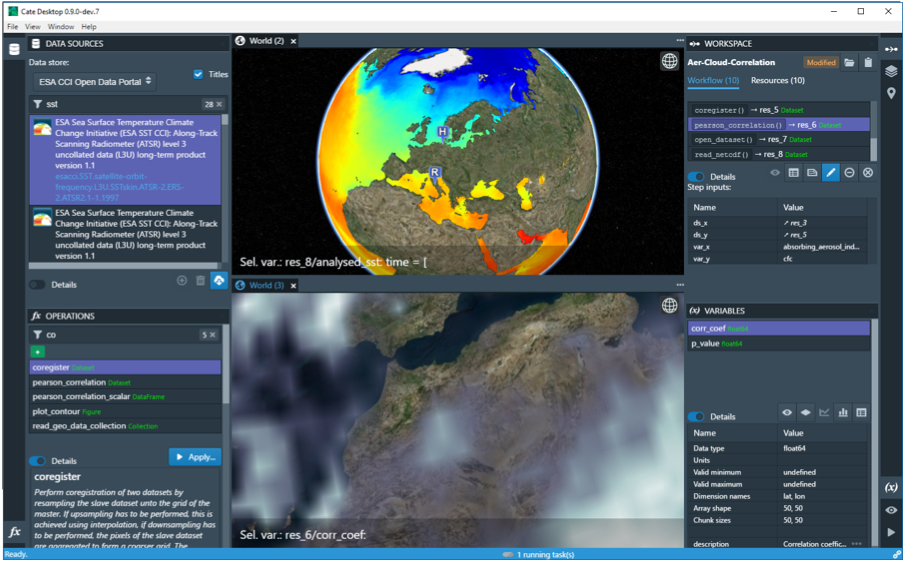 Cate Desktop 0.9.0-dev.7
File View Window Help
DATA SOURCES
Data store:
ESA CCI Open Data Portal
Titles
sst
28
ESA Sea Surface Temperature Climate
Change Initiative (ESA SST CCI): Along-Track
Scanning Radiometer (ATSR) level 3
uncollated data (L3U) long-term product
version 1.1
esacci.SST.satellite-orbit-
frequency.L3U.SSTskin.ATSR-2.ERS-
2.ATSR2.1-1.1997
ESA Sea Surface Temperature Climate
Change Initiative (ESA SST CCI): Along-Track
Scanning Radiometer (ATSR) level 3
uncollated data (L3U) long-term product
version 1.1
Details
fx OPERATIONS
co
5
+
coregister Dataset
pearson_correlation Dataset
pearson_correlation_scalar DataFrame
plot_contour Figure
read_geo_data_collection Collection
Details
Apply...
coregister
Perform coregistration of two datasets by
resampling the slave dataset unto the grid of the
master. If upsampling has to be performed, this is
achieved using interpolation, if downsampling has
to be performed, the pixels of the slave dataset
are aggregated to form a coarser grid. The
fx
World (2)
H
R
Sel. var.: res_8/analysed_sst: time = [
World (3)
Sel. var.: res_6/corr_coef:
WORKSPACE
Aer-Cloud-Correlation
Modified
Workflow (10) Resources (10)
coregister() → res_5 Dataset
pearson_correlation() → res_6 Dataset
open_dataset() → res_7 Dataset
read_netcdf() → res_8 Dataset
Details
Step inputs:
Name Value
ds_x ↗ res_3
ds_y ↗ res_5
var_x absorbing_aerosol_ind...
var_y cfc
(x) VARIABLES
corr_coef float64
p_value float64
Details
Name Value
Data type float64
Units
Valid minimum undefined
Valid maximum undefined
Dimension names lat, lon
Array shape 50, 50
Chunk sizes 50, 50
description Correlation coeffic...
(x)
Ready.
1 running task(s)